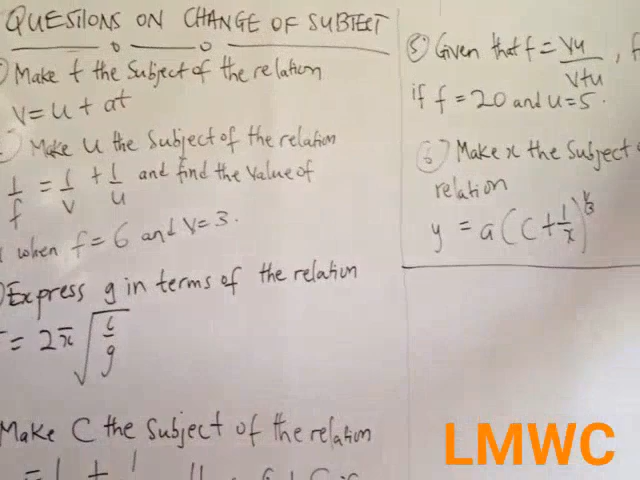 QUESTIONS ON CHANGE OF SUBJECT
Make t the Subject of the relation
V = U + at
Make U the Subject of the relation
1/f = 1/v + 1/u and find the Value of
when f = 6 and V = 3.
Express g in terms of the relation
= 2π√(L/g)
Make C the Subject of the relation
5) Given that f = Vu/(V+u), f
if f = 20 and u = 5.
6) Make x the Subject
relation
y = a(C + 1/x)^1/3
LMWC